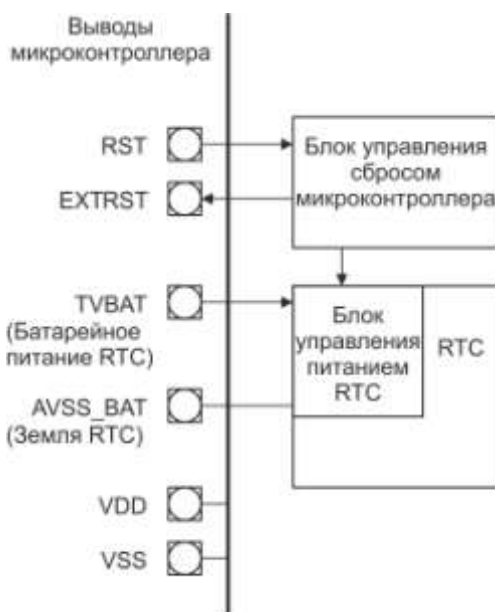 Выводы
микроконтроллера
RST
EXTRST
Блок управления
сбросом
микроконтроллера
TVBAT
(Батарейное
питание RTC)
AVSS_BAT
(Земля RTC)
Блок
управления
питанием
RTC
RTC
VDD
VSS